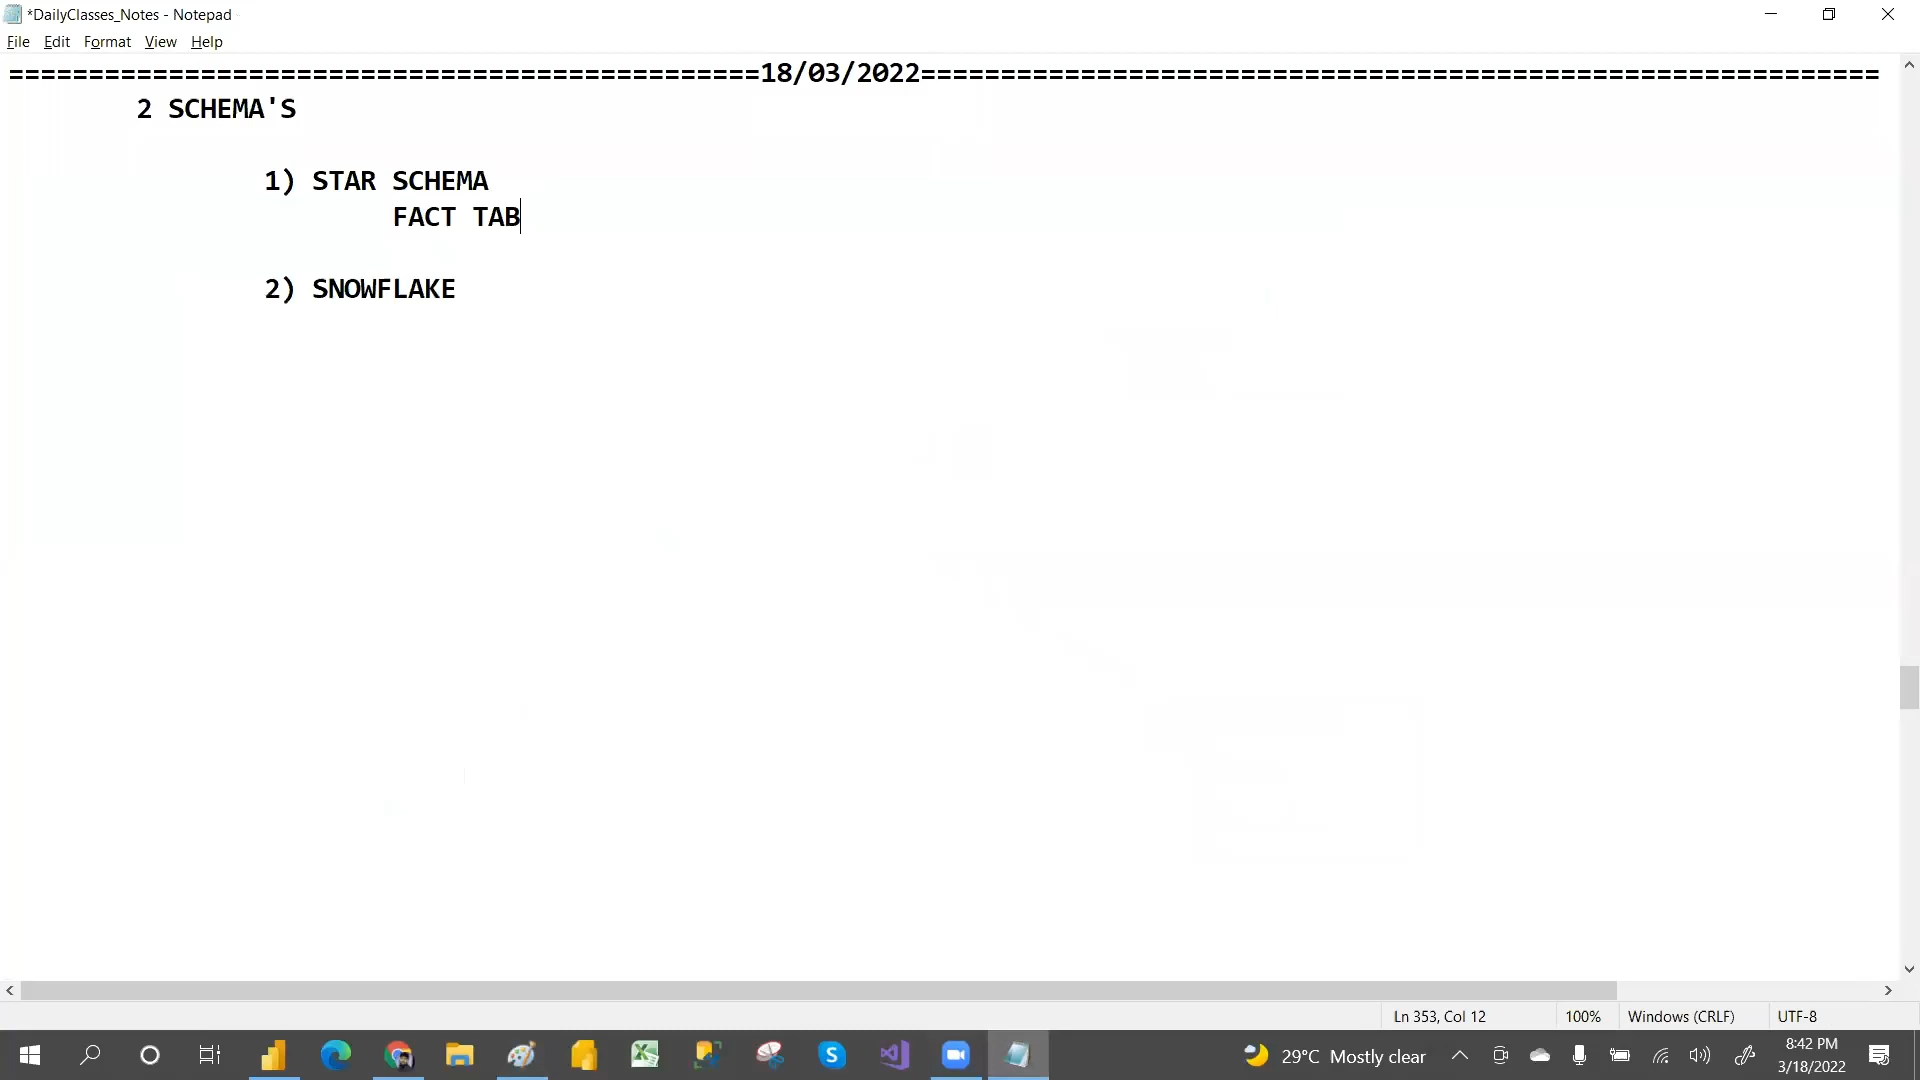 *DailyClasses_Notes - Notepad
File Edit Format View Help
===============================================18/03/2022============================================================
2 SCHEMA'S
1) STAR SCHEMA
FACT TAB
2) SNOWFLAKE
Ln 353, Col 12 100% Windows (CRLF) UTF-8
29°C Mostly clear
8:42 PM
3/18/2022